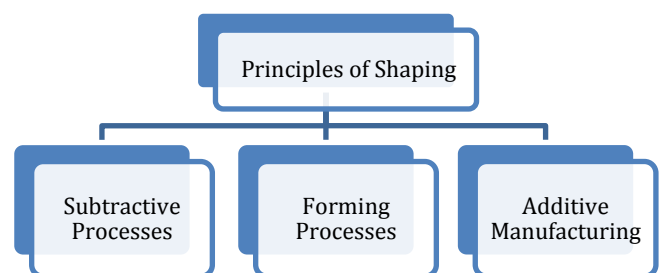 Principles of Shaping
Subtractive
Processes
Forming
Processes
Additive
Manufacturing